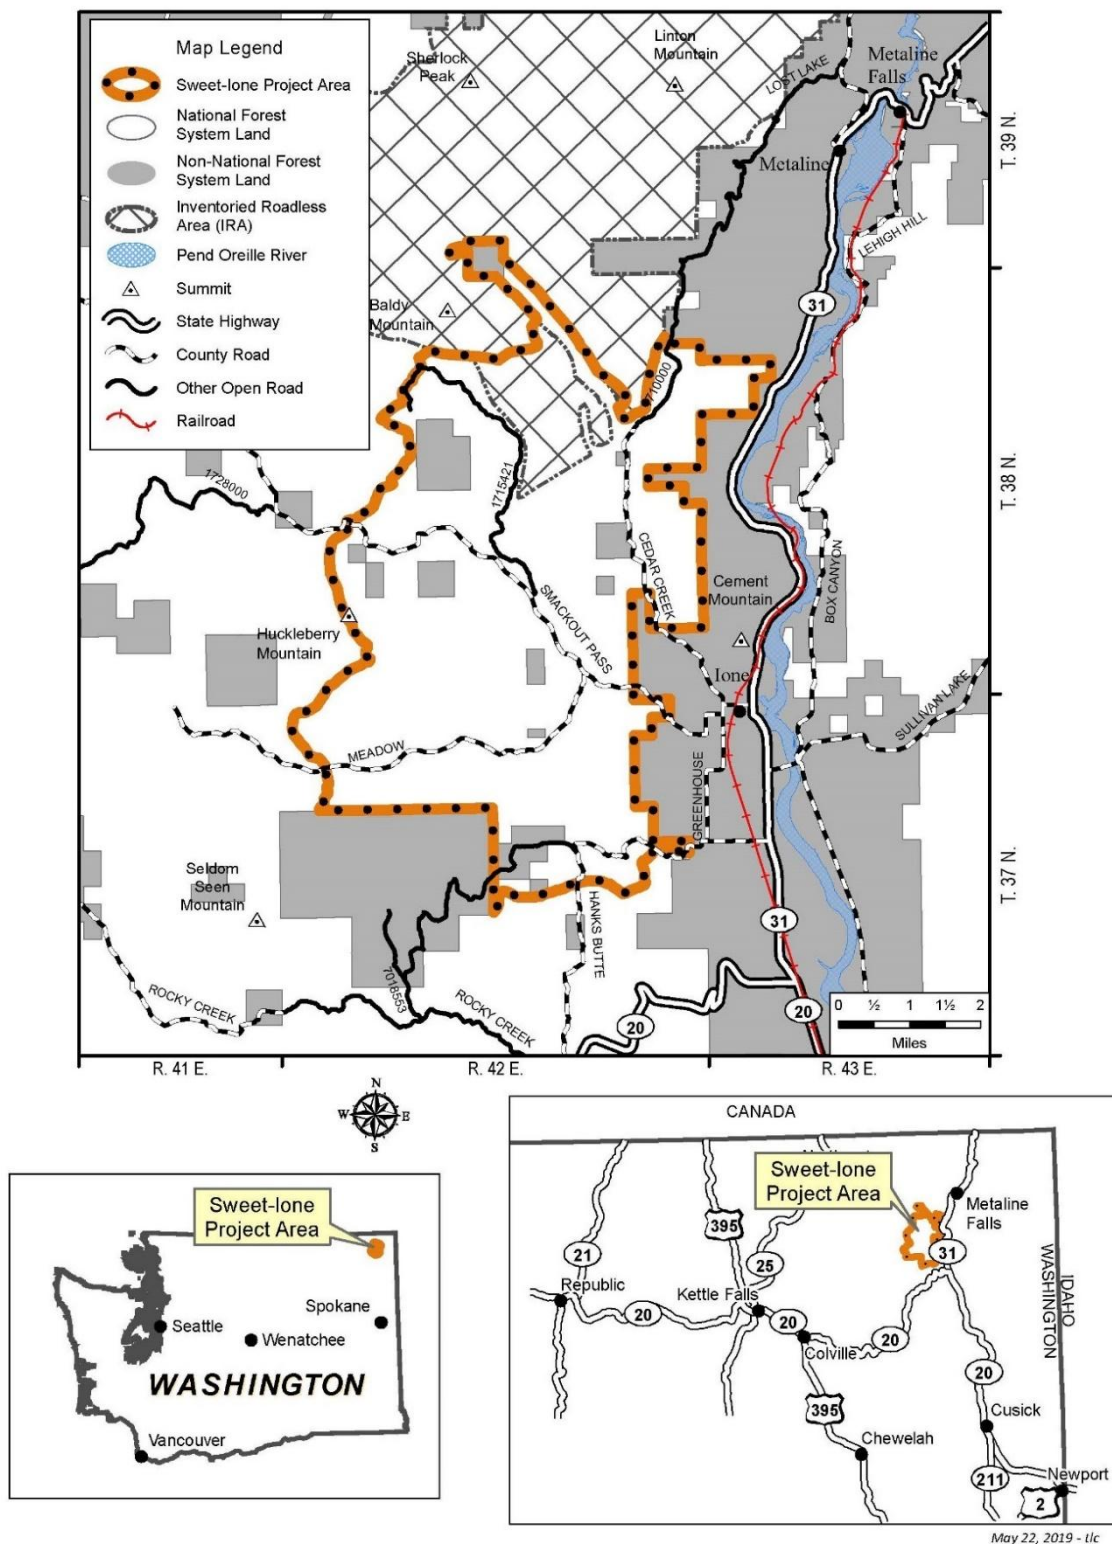 Map Legend
Sweet-Ione Project Area
National Forest
System Land
Non-National Forest
System Land
Inventoried Roadless
Area (IRA)
Pend Oreille River
Summit
State Highway
County Road
Other Open Road
Railroad
Sherlock
Peak
Linton
Mountain
LOST LAKE
Metaline
Falls
Metaline
LEHIGH HILL
T. 39 N.
Baldy
Mountain
31
1710000
1728000
1715421
T. 38 N.
CEDAR CREEK
Cement
Mountain
BOX CANYON
SMACKOUT PASS
Huckleberry
Mountain
Ione
SULLIVAN LAKE
MEADOW
GREENHOUSE
Seldom
Seen
Mountain
HANKS BUTTE
31
T. 37 N.
7018553
ROCKY CREEK
ROCKY CREEK
20
20
0 ½ 1 1½ 2
Miles
R. 41 E.
R. 42 E.
R. 43 E.
N
W E
S
Sweet-Ione
Project Area
Spokane
Seattle
Wenatchee
WASHINGTON
Vancouver
CANADA
Sweet-Ione
Project Area
Metaline
Falls
395
31
21
25
Republic
Kettle Falls
20
20
20
Colville
WASHINGTON
IDAHO
20
395
Cusick
Chewelah
211
Newport
2
May 22, 2019 - tlc